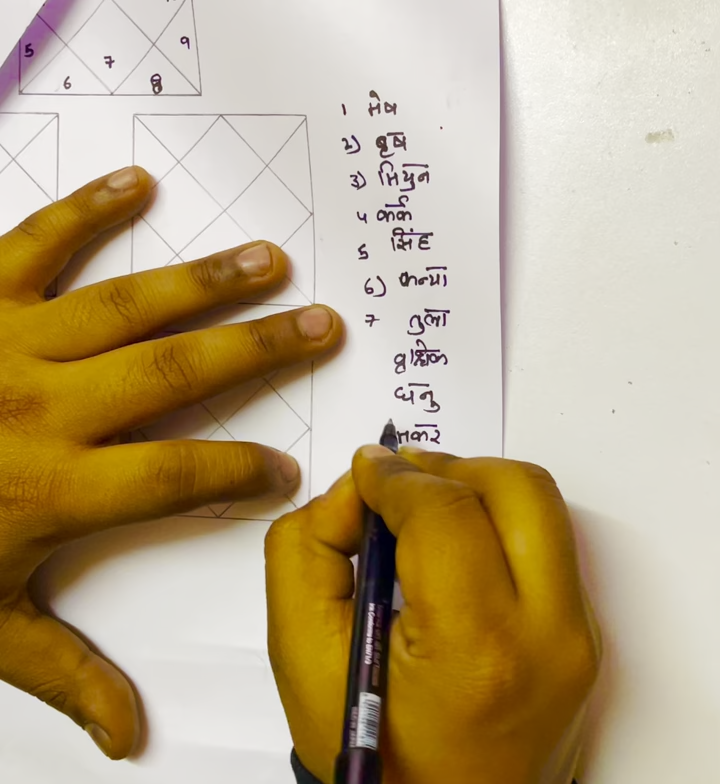 5
9
7
6
8
1 मेष
2) वृष
3) मिथुन
4 कर्क
5 सिंह
6) कन्या
7 तुला
वृश्चिक
धनु
मकर